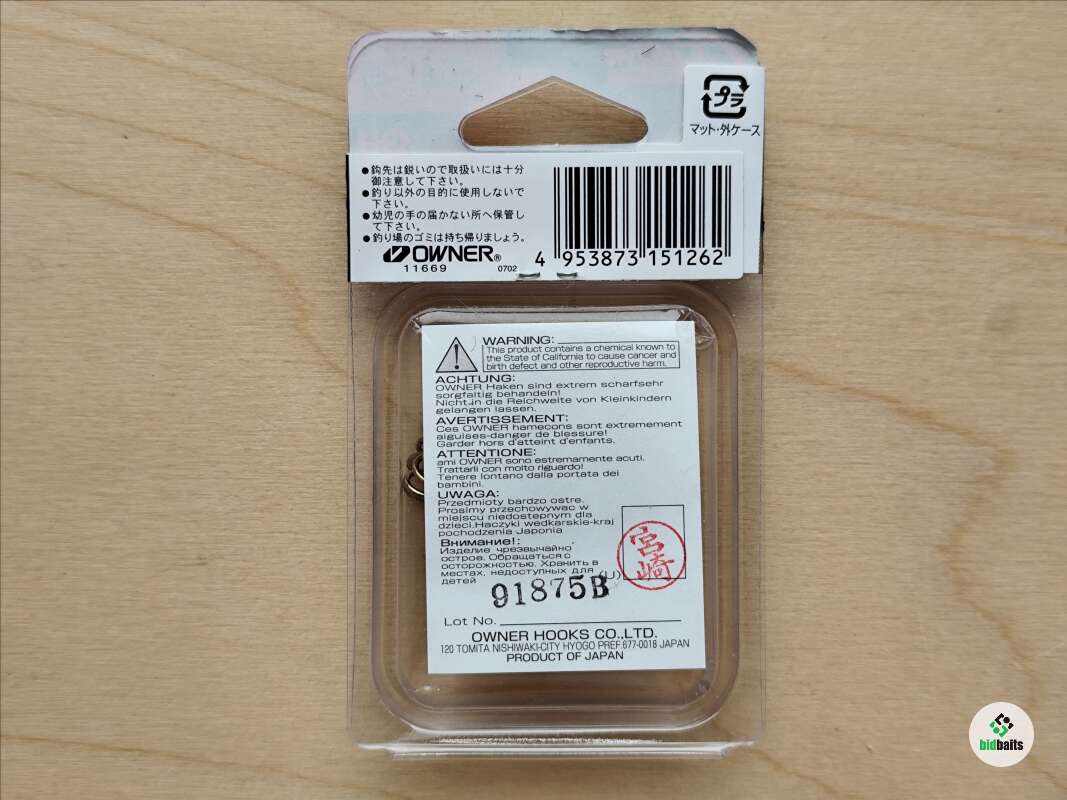 プラ
マット・外ケース
●鈎先は鋭いので取扱いには十分
御注意して下さい。
●釣り以外の目的に使用しないで
下さい。
●幼児の手の届かない所へ保管し
て下さい。
●釣り場のゴミは持ち帰りましょう。
OWNER®
11669 0702
4 953873 151262
WARNING:
This product contains a chemical known to
the State of California to cause cancer and
birth defect and other reproductive harm.
ACHTUNG:
OWNER Haken sind extrem scharfsehr
sorgfaltig behandeln!
Nicht in die Reichweite von Kleinkindern
gelangen lassen.
AVERTISSEMENT:
Ces OWNER hamecons sont extremement
aiguises-danger de blessure!
Garder hors d'atteint d'enfants.
ATTENTIONE:
ami OWNER sono estremamente acuti.
Trattarli con molto riguardo!
Tenere lontano dalla portata dei
bambini.
UWAGA:
Przedmioty bardzo ostre.
Prosimy przechowywac w
miejscu niedostepnym dla
dzieci.Haczyki wedkarskie-kraj
pochodzenia Japonia
Внимание!:
Изделие чрезвычайно
остров. Обращаться с
осторожностью. Хранить в
местах, недоступных для
детей
(U)
宮崎
91875B
Lot No.
OWNER HOOKS CO.,LTD.
120 TOMITA NISHIWAKI-CITY HYOGO PREF.677-0018 JAPAN
PRODUCT OF JAPAN
bidbaits